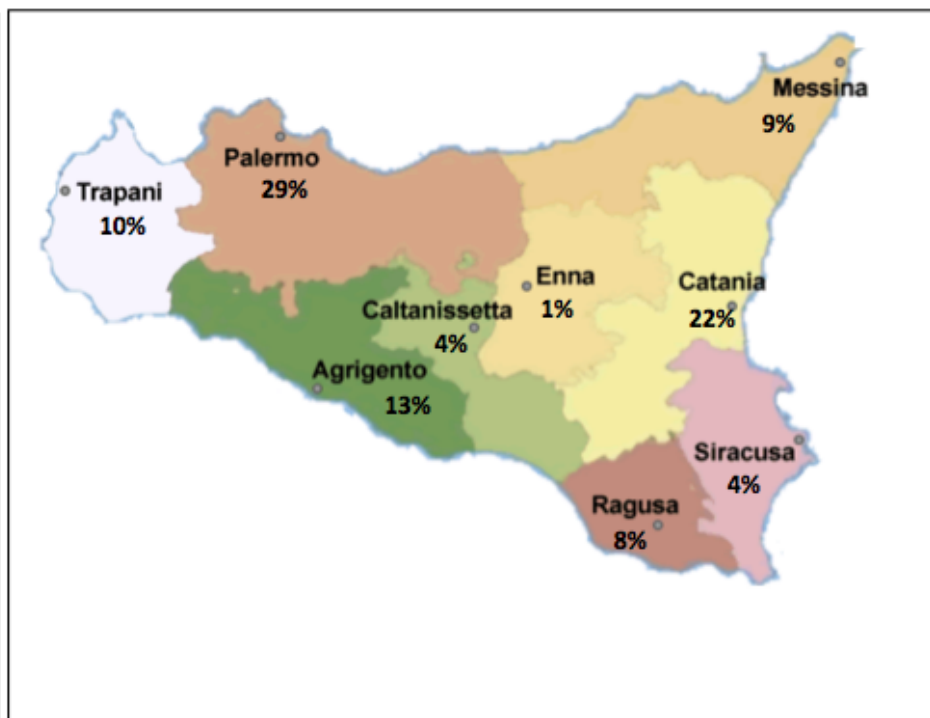 Messina
9%
Palermo
29%
Trapani
10%
Enna
1%
Catania
22%
Caltanissetta
4%
Agrigento
13%
Siracusa
4%
Ragusa
8%